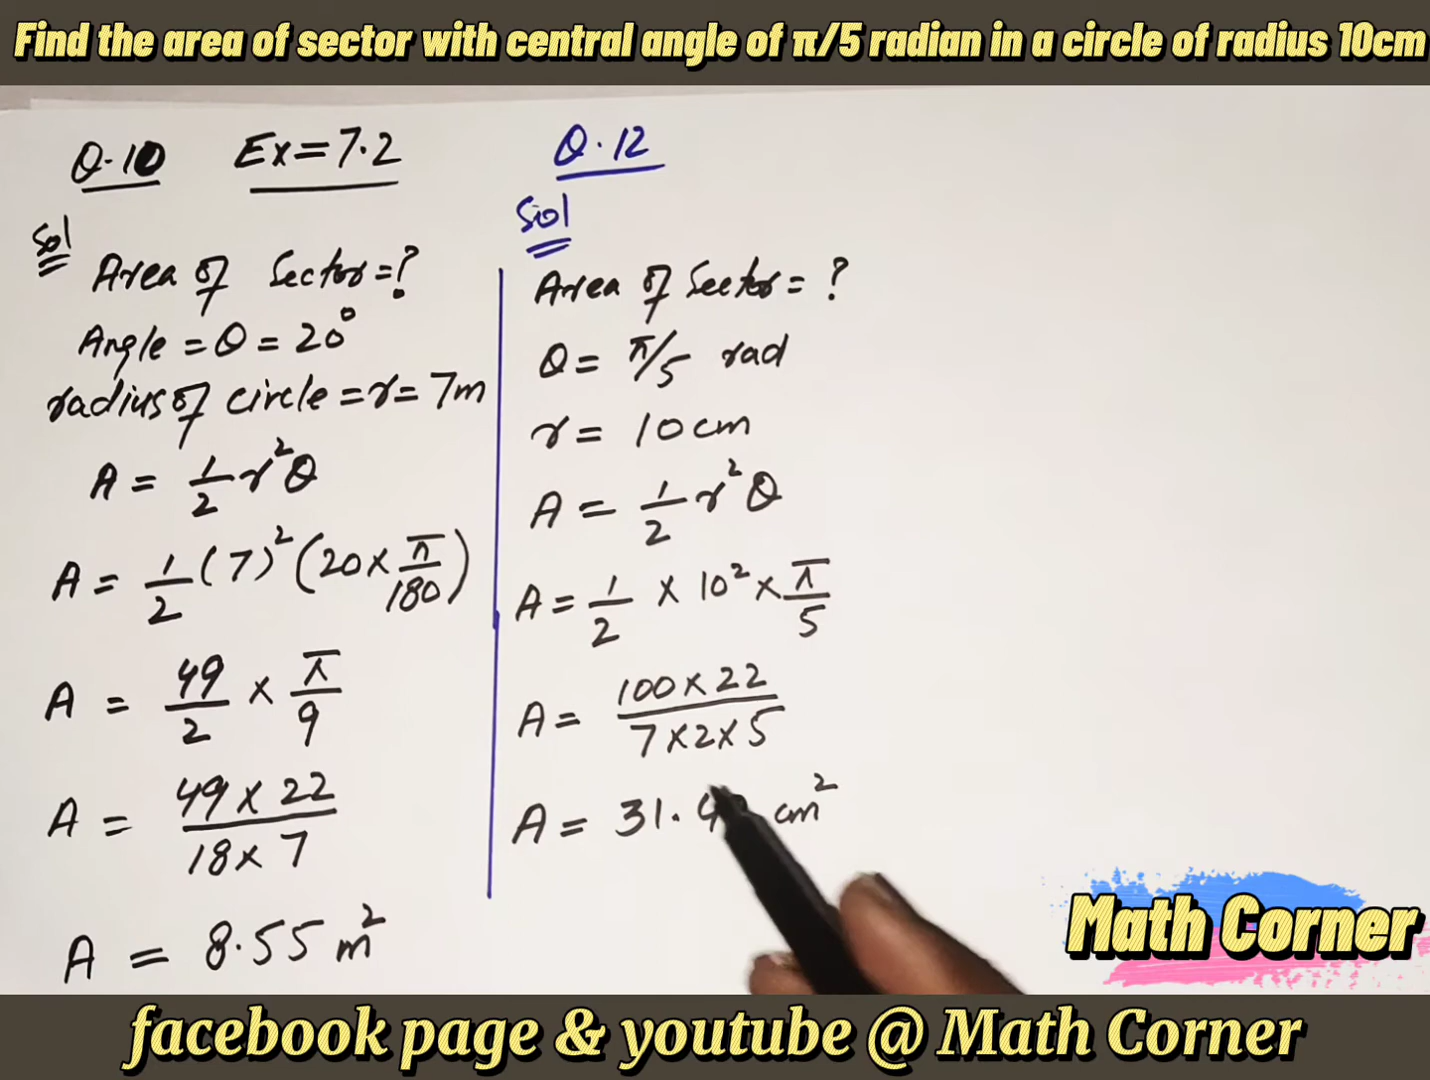 Find the area of sector with central angle of π/5 radian in a circle of radius 10cm
Q.10 Ex=7.2
Sol
Area of Sector=?
Angle=θ=20°
radius of circle=r=7m
A = 1/2 r²θ
A = 1/2 (7)² (20×π/180)
A = 49/2 × π/9
A = 49×22/18×7
A = 8.55 m²
Q.12
Sol
Area of Sector=?
θ= π/5 rad
r= 10cm
A = 1/2 r²θ
A= 1/2 × 10² × π/5
A= 100×22/7×2×5
A= 31.4 cm²
Math Corner
facebook page & youtube @ Math Corner